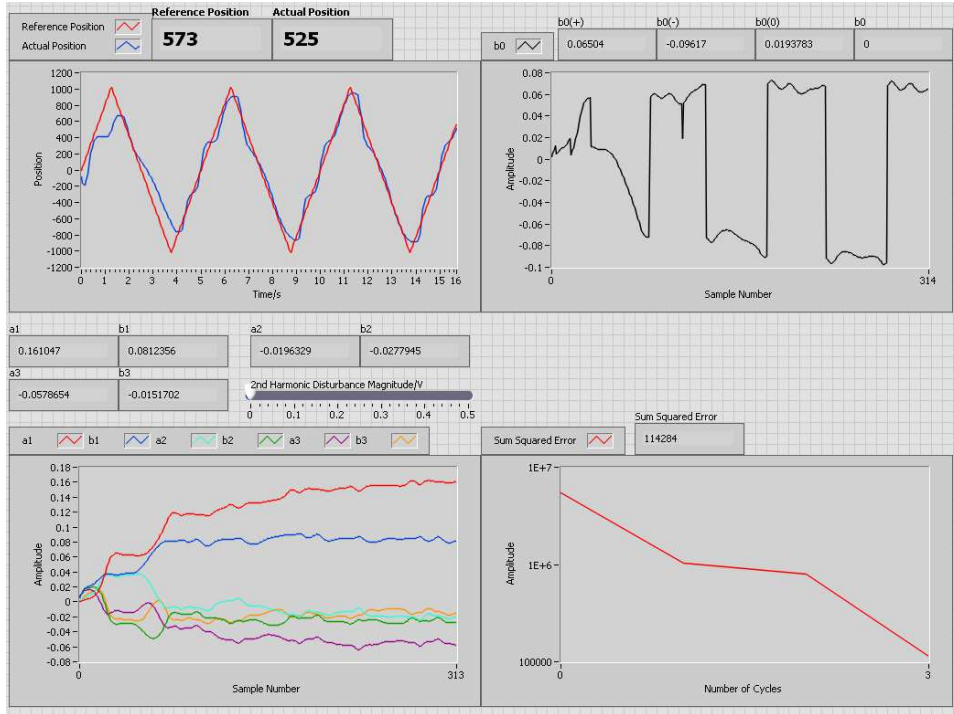 Reference Position
Actual Position
Reference Position
573
Actual Position
525
Position
1200
1000
800
600
400
200
0
-200
-400
-600
-800
-1000
-1200
0 1 2 3 4 5 6 7 8 9 10 11 12 13 14 15 16
Time/s
b0
b0(+)
0.06504
b0(-)
-0.09617
b0(0)
0.0193783
b0
0
Amplitude
0.08
0.06
0.04
0.02
0
-0.02
-0.04
-0.06
-0.08
-0.1
0 314
Sample Number
a1
0.161047
b1
0.0812356
a2
-0.0196329
b2
-0.0277945
a3
-0.0578654
b3
-0.0151702
2nd Harmonic Disturbance Magnitude/V
0 0.1 0.2 0.3 0.4 0.5
a1 b1 a2 b2 a3 b3
Amplitude
0.18
0.16
0.14
0.12
0.1
0.08
0.06
0.04
0.02
0
-0.02
-0.04
-0.06
-0.08
0 313
Sample Number
Sum Squared Error
Sum Squared Error
114284
Amplitude
1E+7
1E+6
100000
0 3
Number of Cycles